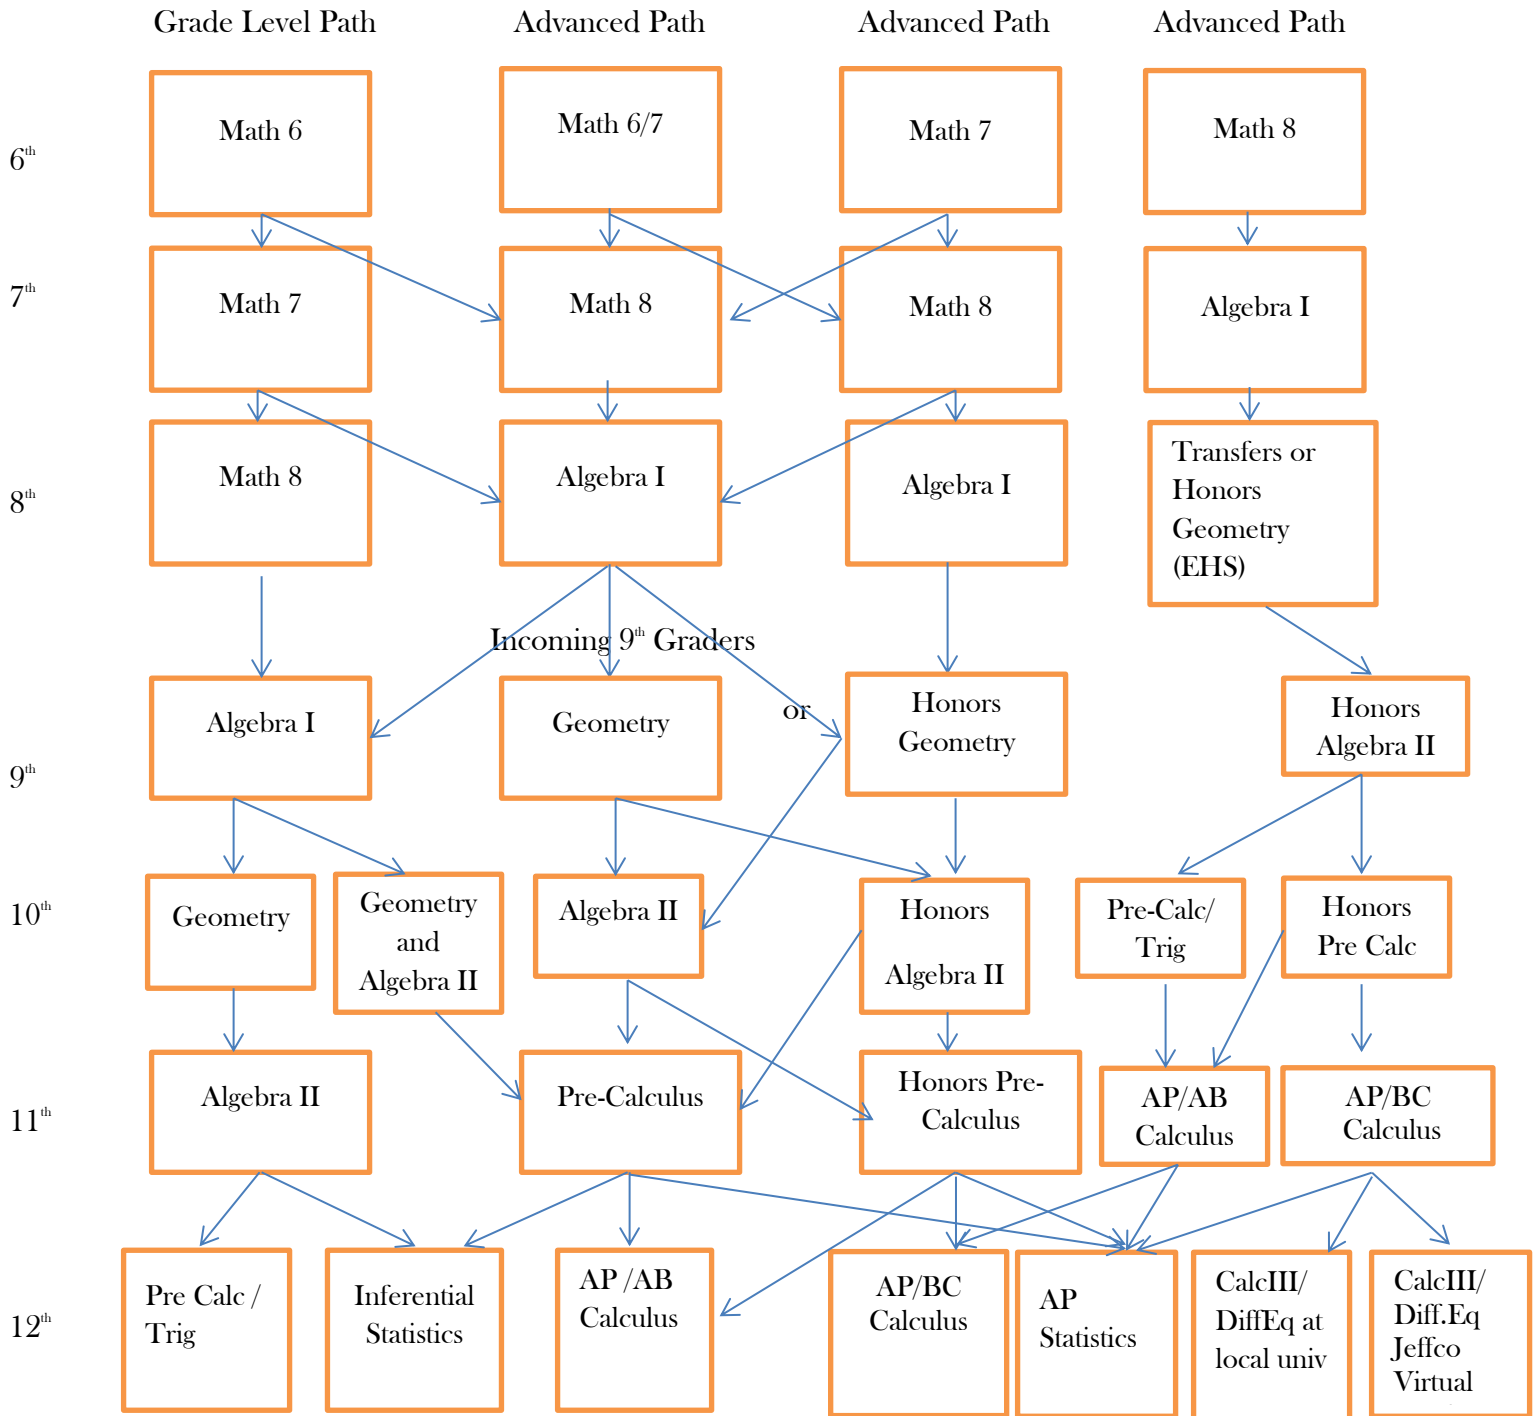 Grade Level Path
Advanced Path
Advanced Path
Advanced Path
6th
Math 6
Math 6/7
Math 7
Math 8
7th
Math 7
Math 8
Math 8
Algebra I
8th
Math 8
Algebra I
Algebra I
Transfers or
Honors
Geometry
(EHS)
Incoming 9th Graders
9th
Algebra I
Geometry
or
Honors
Geometry
Honors
Algebra II
10th
Geometry
Geometry
and
Algebra II
Algebra II
Honors
Algebra II
Pre-Calc/
Trig
Honors
Pre Calc
11th
Algebra II
Pre-Calculus
Honors Pre-
Calculus
AP/AB
Calculus
AP/BC
Calculus
12th
Pre Calc /
Trig
Inferential
Statistics
AP /AB
Calculus
AP/BC
Calculus
AP
Statistics
CalcIII/
DiffEq at
local univ
CalcIII/
Diff.Eq
Jeffco
Virtual